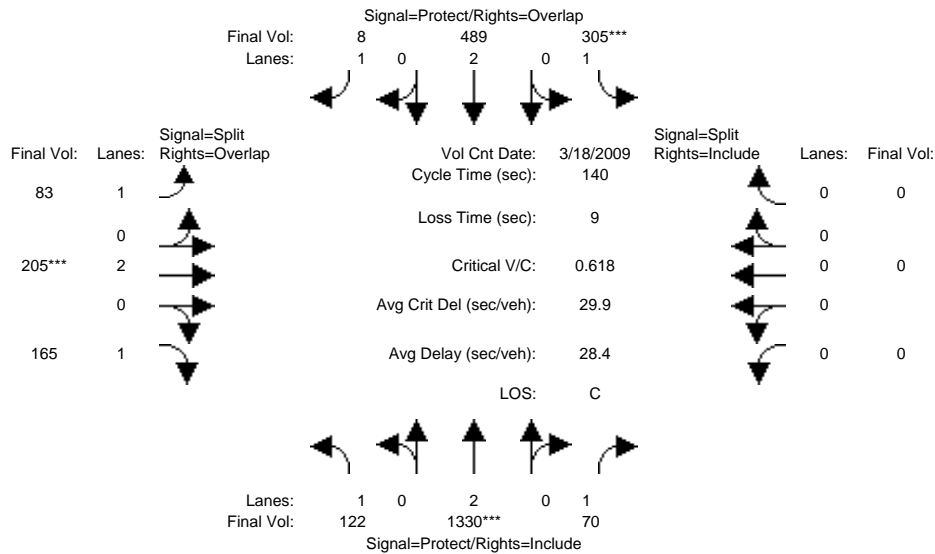 Signal=Protect/Rights=Overlap
Final Vol: 8 489 305***
Lanes: 1 0 2 0 1
Signal=Split Signal=Split
Final Vol: Lanes: Rights=Overlap Vol Cnt Date: 3/18/2009 Rights=Include Lanes: Final Vol:
Cycle Time (sec): 140
83 1 0 0
Loss Time (sec): 9
0 0
205*** 2 Critical V/C: 0.618 0 0
0 Avg Crit Del (sec/veh): 29.9 0
165 1 Avg Delay (sec/veh): 28.4 0 0
LOS: C
Lanes: 1 0 2 0 1
Final Vol: 122 1330*** 70
Signal=Protect/Rights=Include